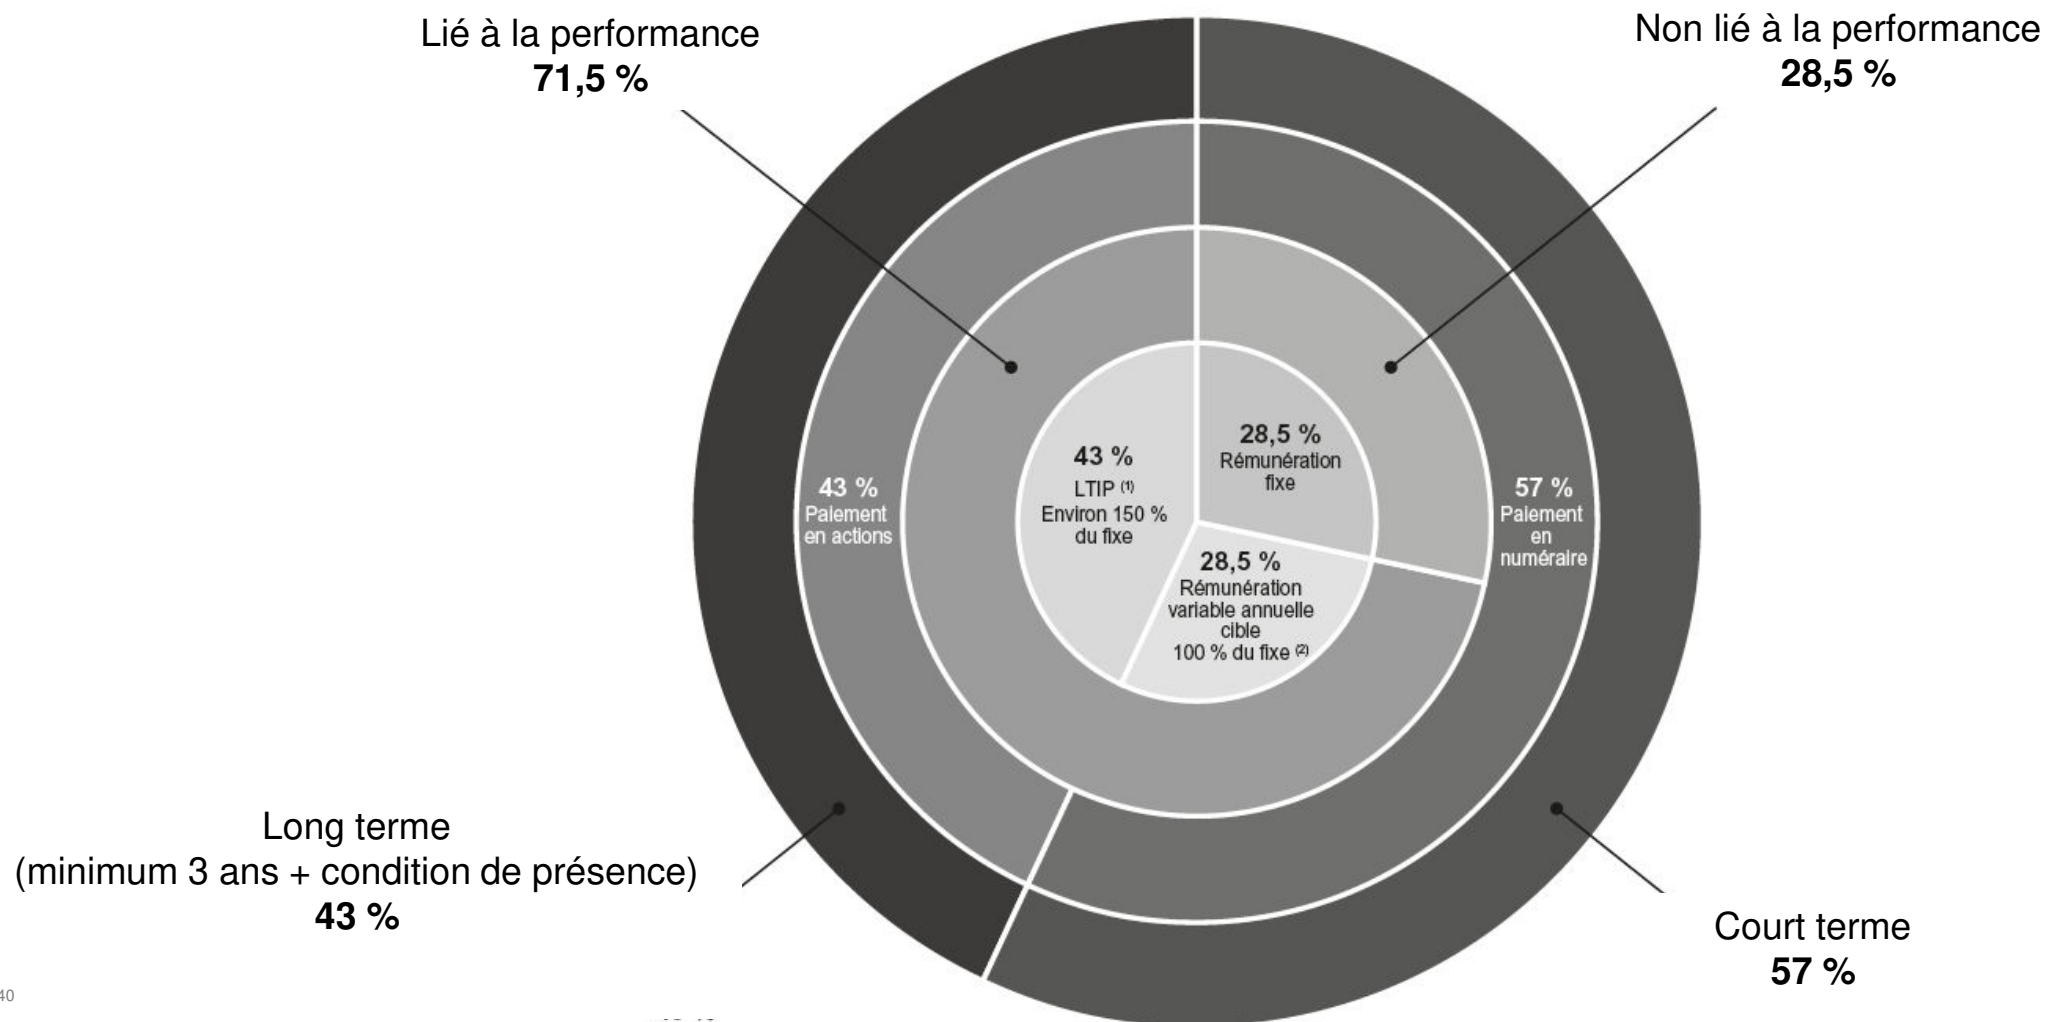 Lié à la performance
71,5 %
Non lié à la performance
28,5 %
28,5 %
Rémunération
fixe
43 %
LTIP (1)
Environ 150 %
du fixe
28,5 %
Rémunération
variable annuelle
cible
100 % du fixe (2)
43 %
Paiement
en actions
57 %
Paiement
en
numéraire
Long terme
(minimum 3 ans + condition de présence)
43 %
Court terme
57 %
40